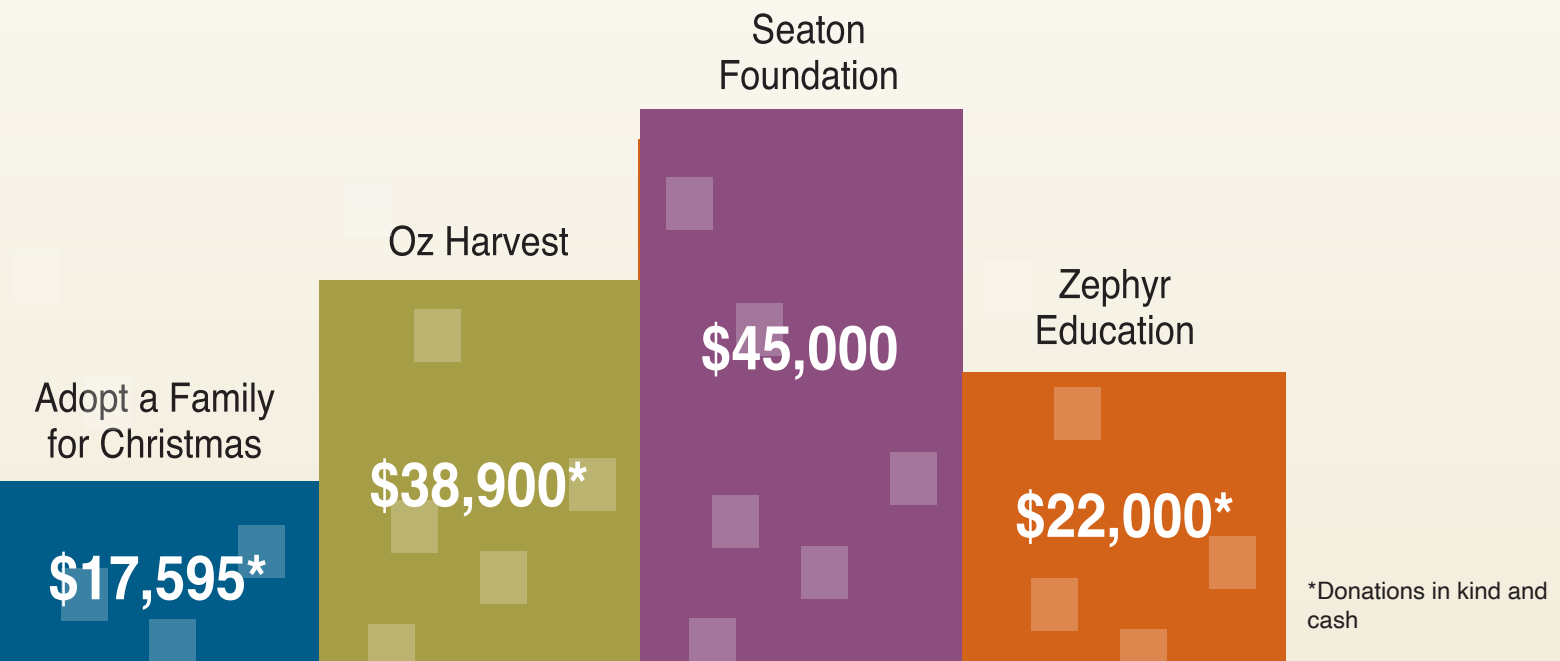 Seaton
Foundation
Oz Harvest
Zephyr
Education
Adopt a Family
for Christmas
$45,000
$38,900*
$22,000*
$17,595*
*Donations in kind and
cash